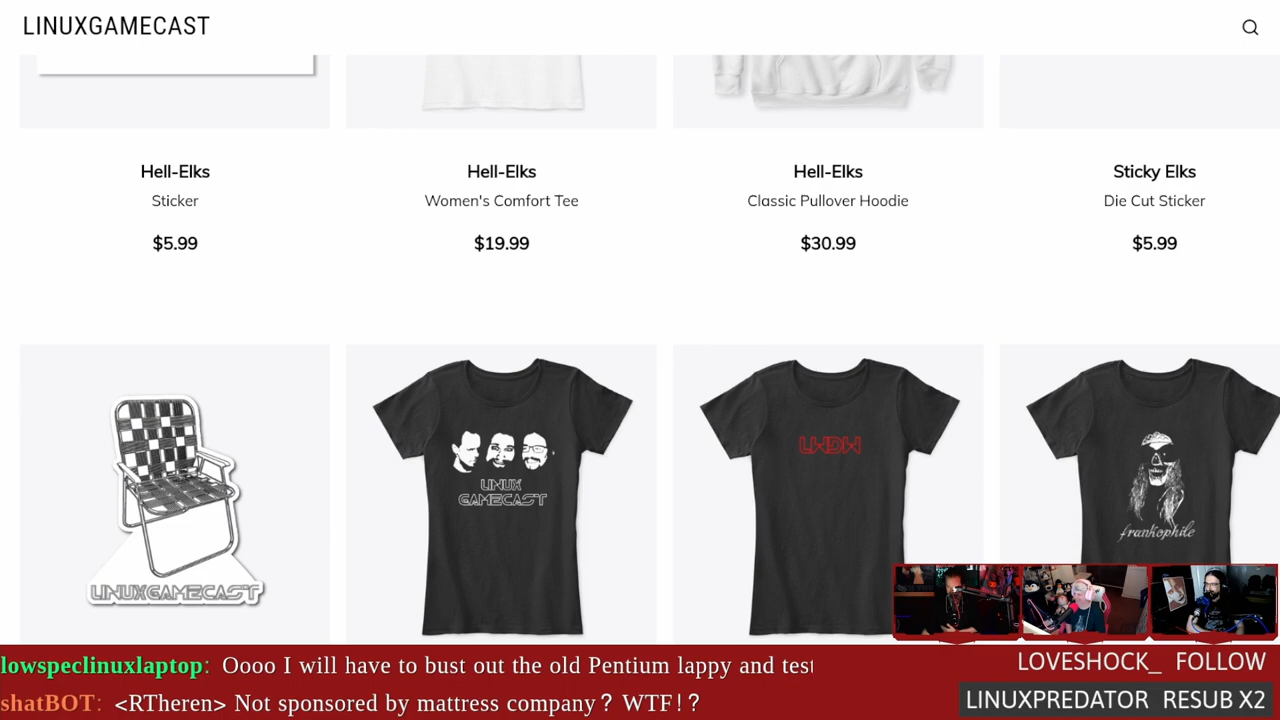 LINUXGAMECAST
Hell-Elks
Sticker
$5.99
Hell-Elks
Women's Comfort Tee
$19.99
Hell-Elks
Classic Pullover Hoodie
$30.99
Sticky Elks
Die Cut Sticker
$5.99
LINUXGAMECAST
LINUX
GAMECAST
LWDW
frankophile
lowspeclinuxlaptop: Oooo I will have to bust out the old Pentium lappy and test
shatBOT: <RTheren> Not sponsored by mattress company? WTF!?
LOVESHOCK_ FOLLOW
LINUXPREDATOR RESUB X2